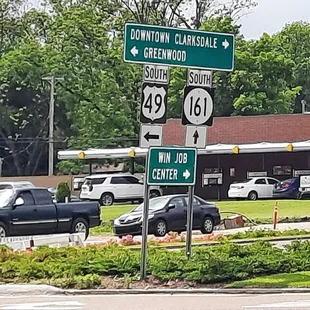 DOWNTOWN CLARKSDALE →
← GREENWOOD
SOUTH SOUTH
49 161
← ↑
WIN JOB
CENTER →